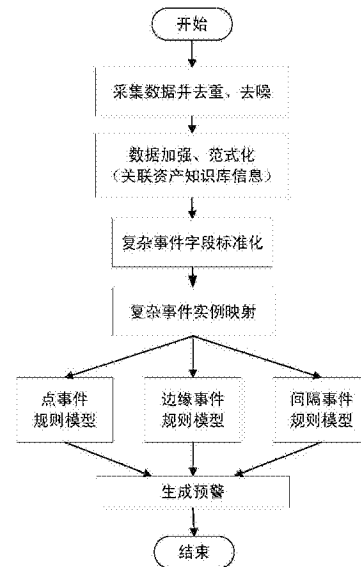 开始
采集数据并去重、去噪
数据加强、范式化
（关联资产知识库信息）
复杂事件字段标准化
复杂事件实例映射
点事件
规则模型
边缘事件
规则模型
间隔事件
规则模型
生成预警
结束